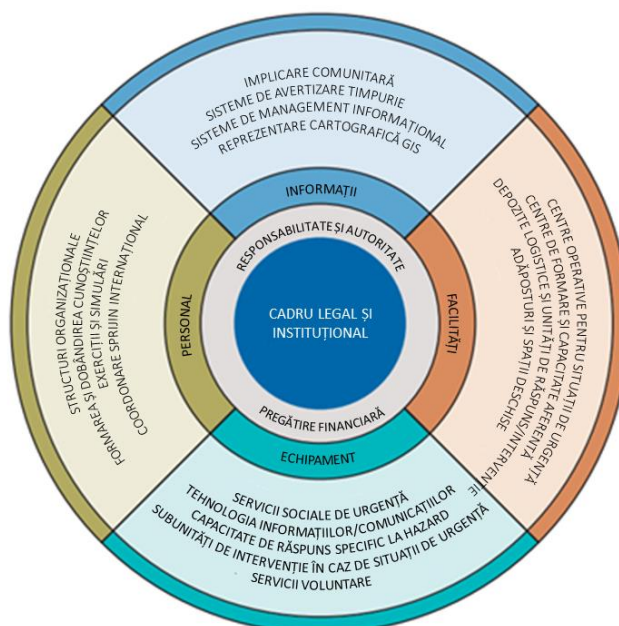 IMPLICARE COMUNITARĂ
SISTEME DE AVERTIZARE TIMPURIE
SISTEME DE MANAGEMENT INFORMAȚIONAL
REPREZENTARE CARTOGRAFICĂ GIS
INFORMAȚII
RESPONSABILITATE ȘI AUTORITATE
CADRU LEGAL ȘI
INSTITUȚIONAL
PREGĂTIRE FINANCIARĂ
PERSONAL
STRUCTURI ORGANIZAȚIONALE
FORMAREA ȘI DOBÂNDIREA CUNOȘTIINȚELOR
EXERCIȚII ȘI SIMULĂRI
COORDONARE SPRIJIN INTERNAȚIONAL
FACILITĂȚI
CENTRE OPERATIVE PENTRU SITUAȚII DE URGENȚĂ
CENTRE DE FORMARE ȘI CAPACITATE AFERENTĂ
DEPOZITE LOGISTICE ȘI UNITĂȚI DE RĂSPUNS/INTERVENȚIE
ADĂPOSTURI ȘI SPAȚII DESCHISE
ECHIPAMENT
SERVICII SOCIALE DE URGENȚĂ
TEHNOLOGIA INFORMAȚIILOR/COMUNICAȚIILOR
CAPACITATE DE RĂSPUNS SPECIFIC LA HAZARD
SUBUNITĂȚI DE INTERVENȚIE ÎN CAZ DE SITUAȚII DE URGENȚĂ
SERVICII VOLUNTARE